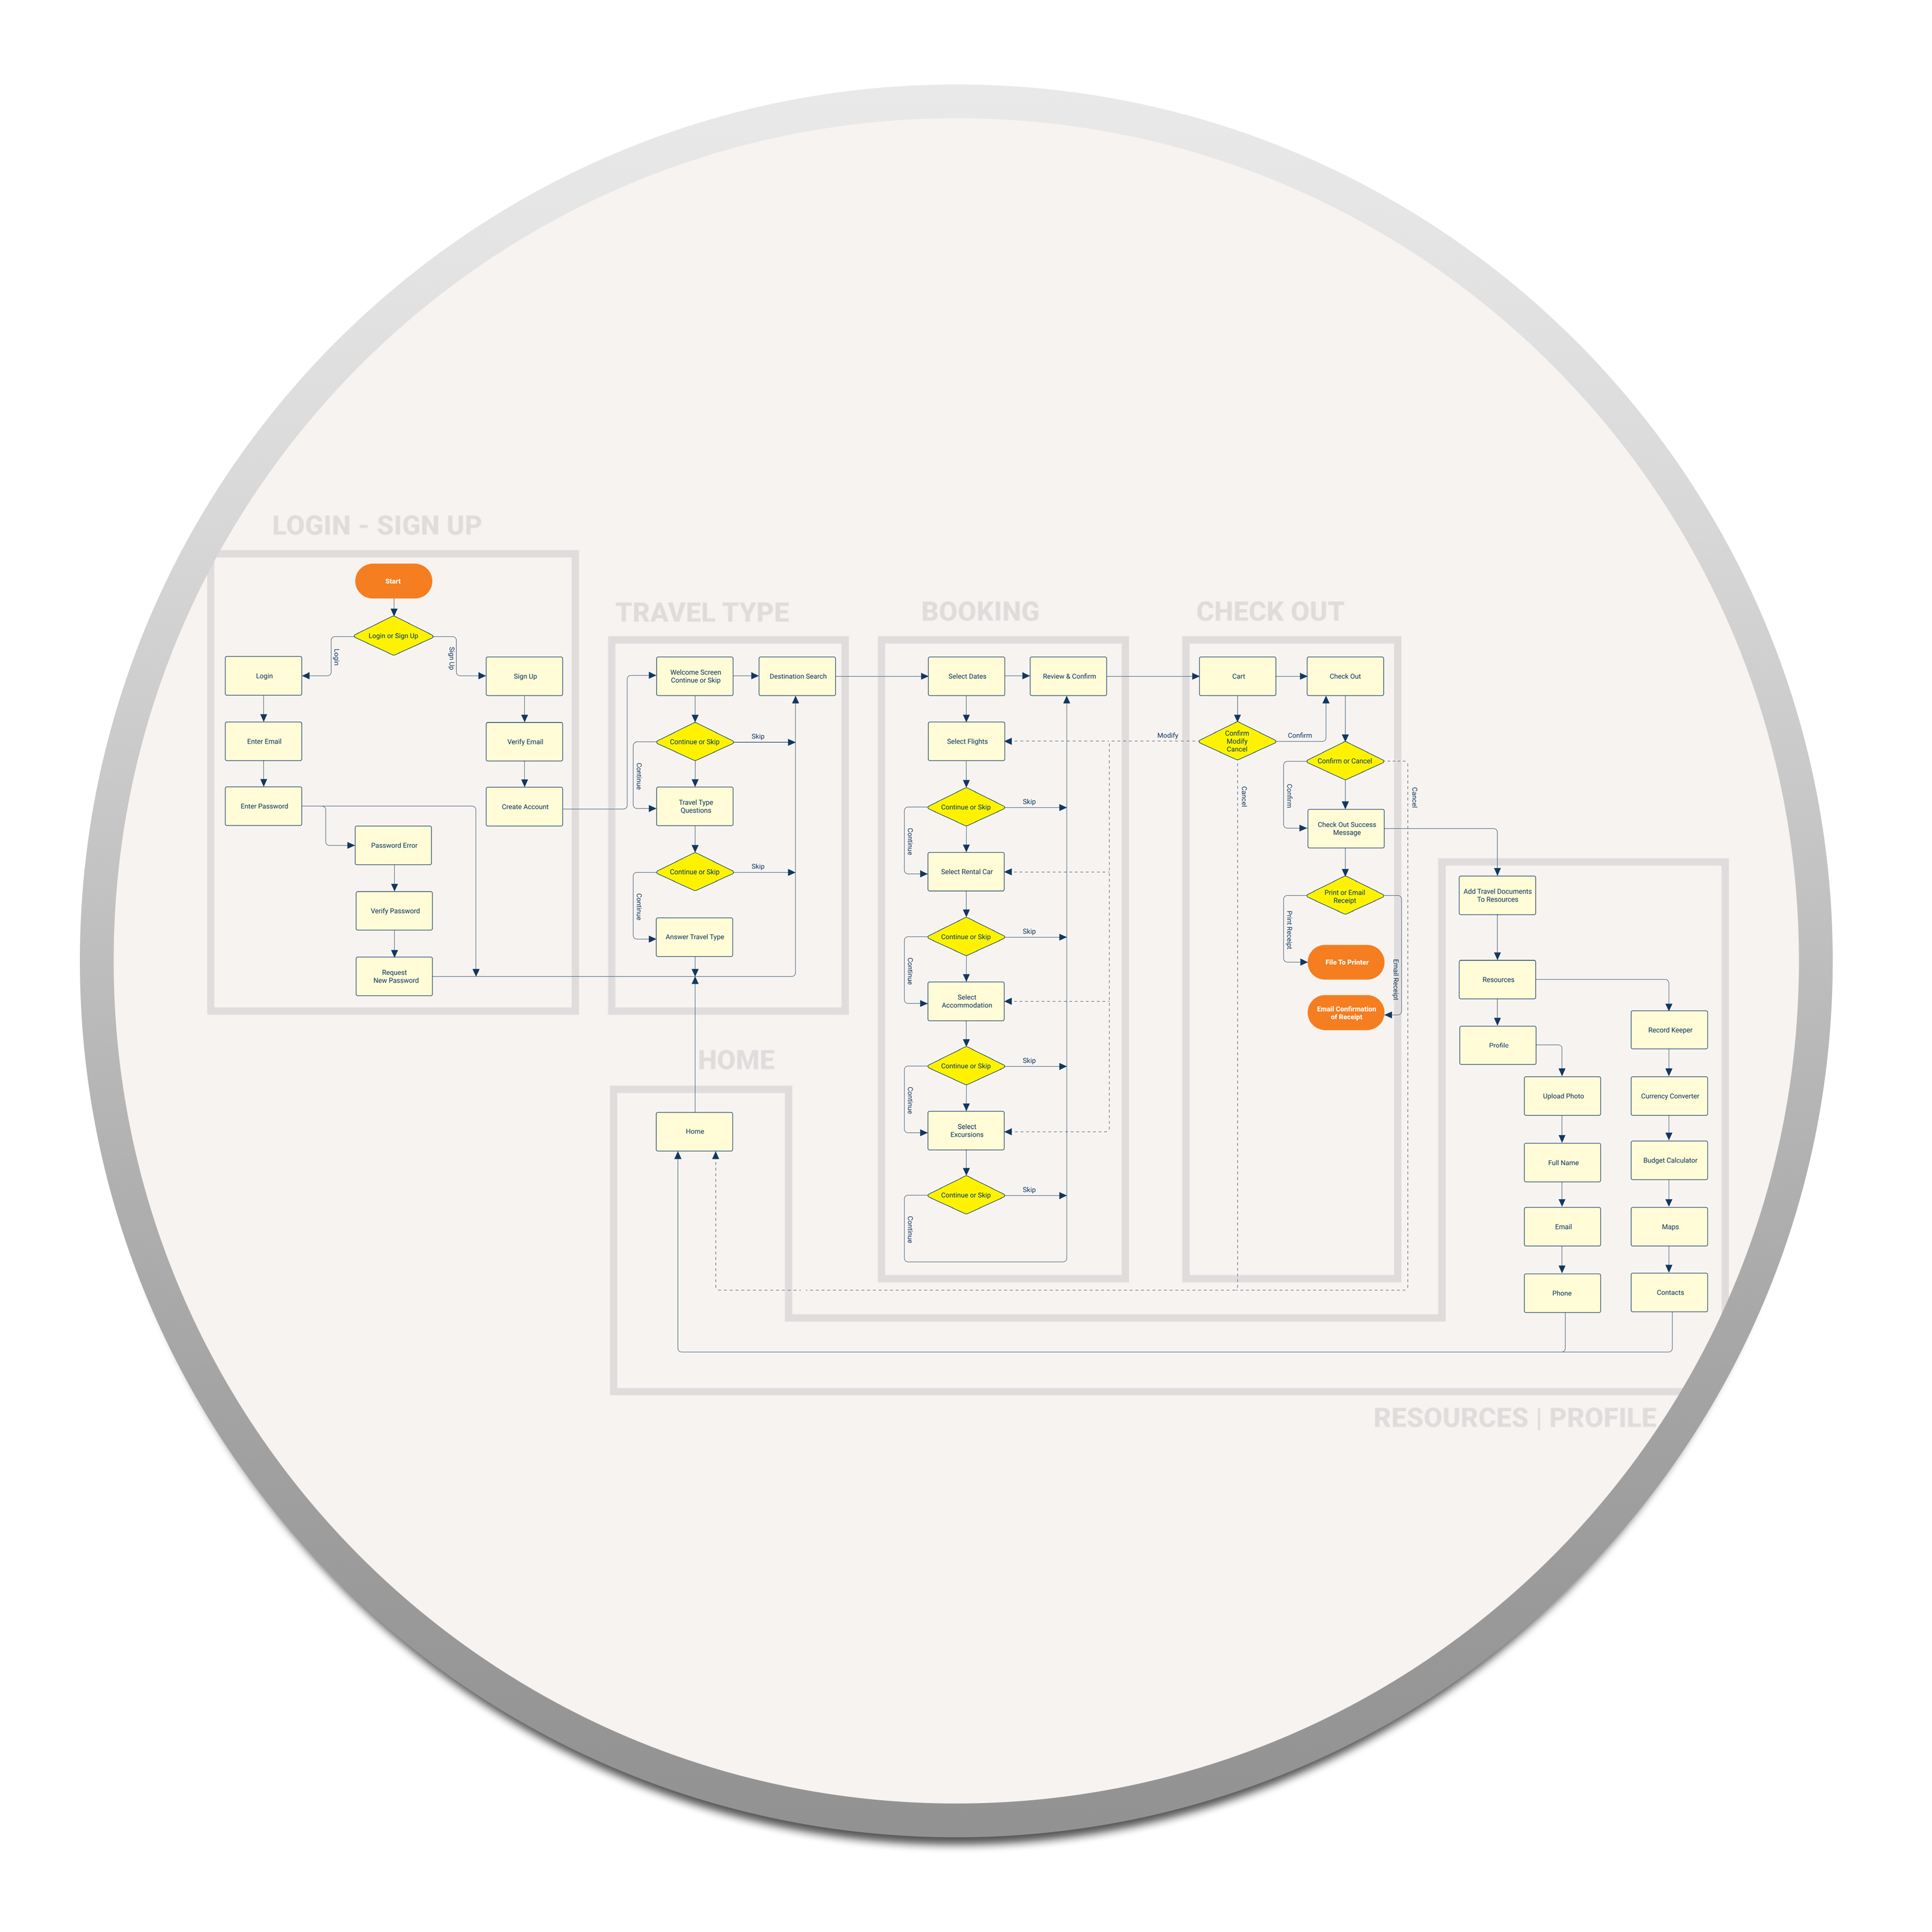 LOGIN - SIGN UP
Start
Login or Sign Up
Login
Sign Up
Login
Sign Up
Enter Email
Verify Email
Enter Password
Create Account
Password Error
Verify Password
Request
New Password
TRAVEL TYPE
Welcome Screen
Continue or Skip
Destination Search
Continue or Skip
Skip
Continue
Travel Type
Questions
Continue or Skip
Skip
Continue
Answer Travel Type
HOME
Home
BOOKING
Select Dates
Review & Confirm
Select Flights
Continue or Skip
Skip
Continue
Select Rental Car
Continue or Skip
Skip
Continue
Select
Accommodation
Continue or Skip
Skip
Continue
Select
Excursions
Continue or Skip
Skip
Continue
CHECK OUT
Cart
Check Out
Modify
Confirm
Modify
Cancel
Confirm
Cancel
Confirm or Cancel
Confirm
Cancel
Check Out Success
Message
Print or Email
Receipt
Print Receipt
Email Receipt
File To Printer
Email Confirmation
of Receipt
Add Travel Documents
To Resources
Resources
Profile
Record Keeper
Upload Photo
Currency Converter
Full Name
Budget Calculator
Email
Maps
Phone
Contacts
RESOURCES | PROFILE